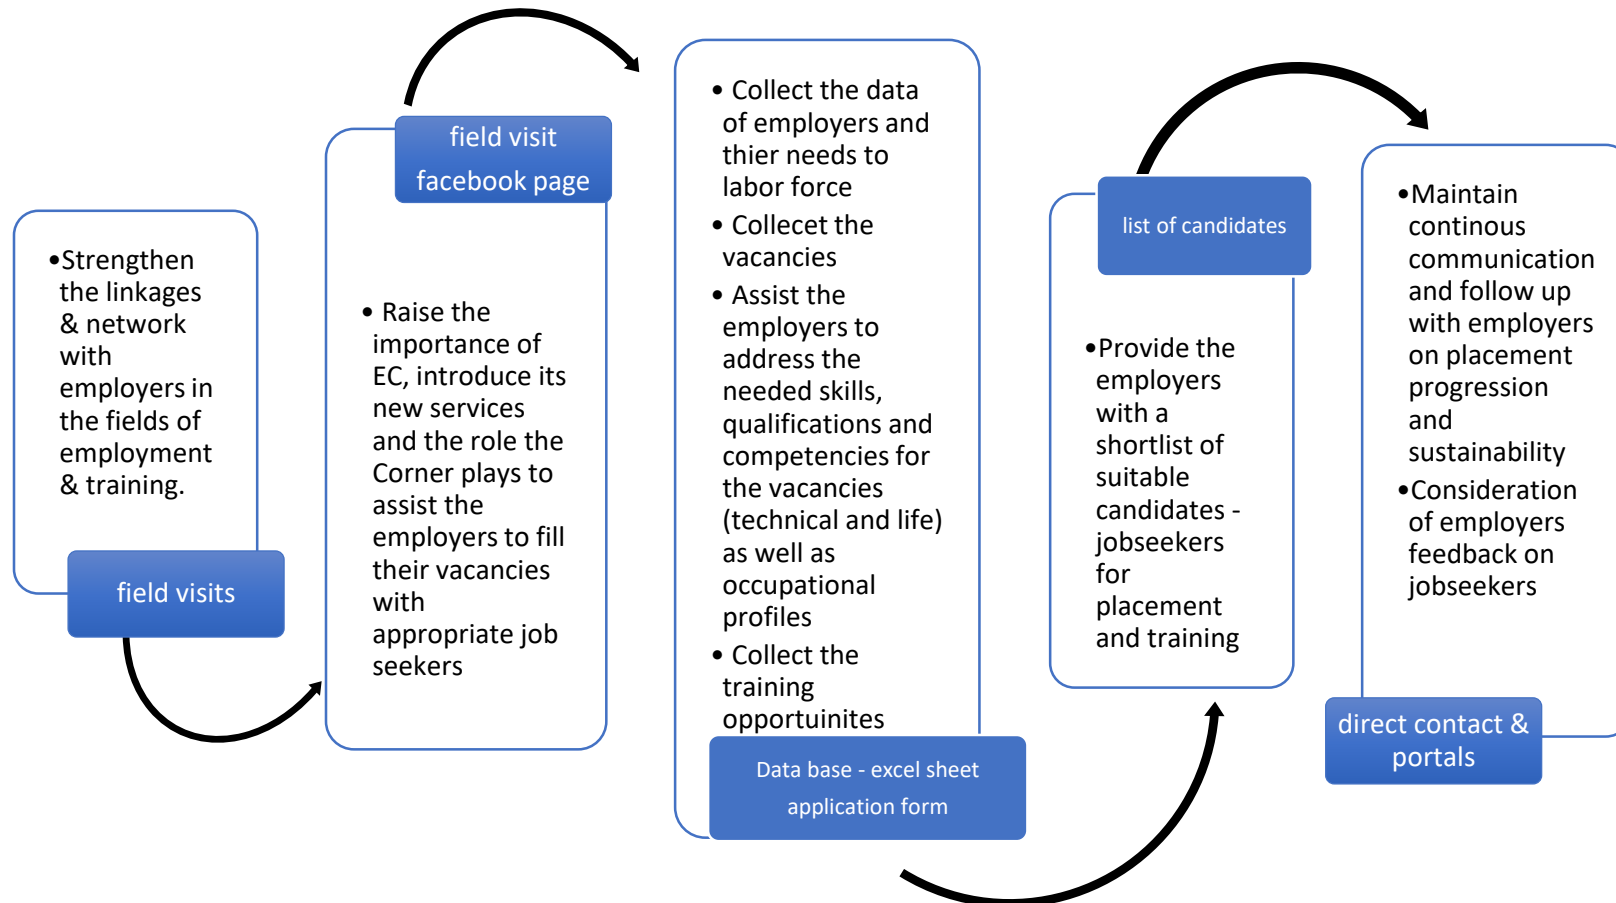 •Strengthen
the linkages
& network
with
employers in
the fields of
employment
& training.
field visits
field visit
facebook page
• Raise the
importance of
EC, introduce its
new services
and the role the
Corner plays to
assist the
employers to fill
their vacancies
with
appropriate job
seekers
• Collect the data
of employers and
thier needs to
labor force
• Collecet the
vacancies
• Assist the
employers to
address the
needed skills,
qualifications and
competencies for
the vacancies
(technical and life)
as well as
occupational
profiles
• Collect the
training
opportuinites
Data base - excel sheet
application form
list of candidates
•Provide the
employers
with a
shortlist of
suitable
candidates -
jobseekers
for
placement
and training
•Maintain
continous
communication
and follow up
with employers
on placement
progression
and
sustainability
•Consideration
of employers
feedback on
jobseekers
direct contact &
portals